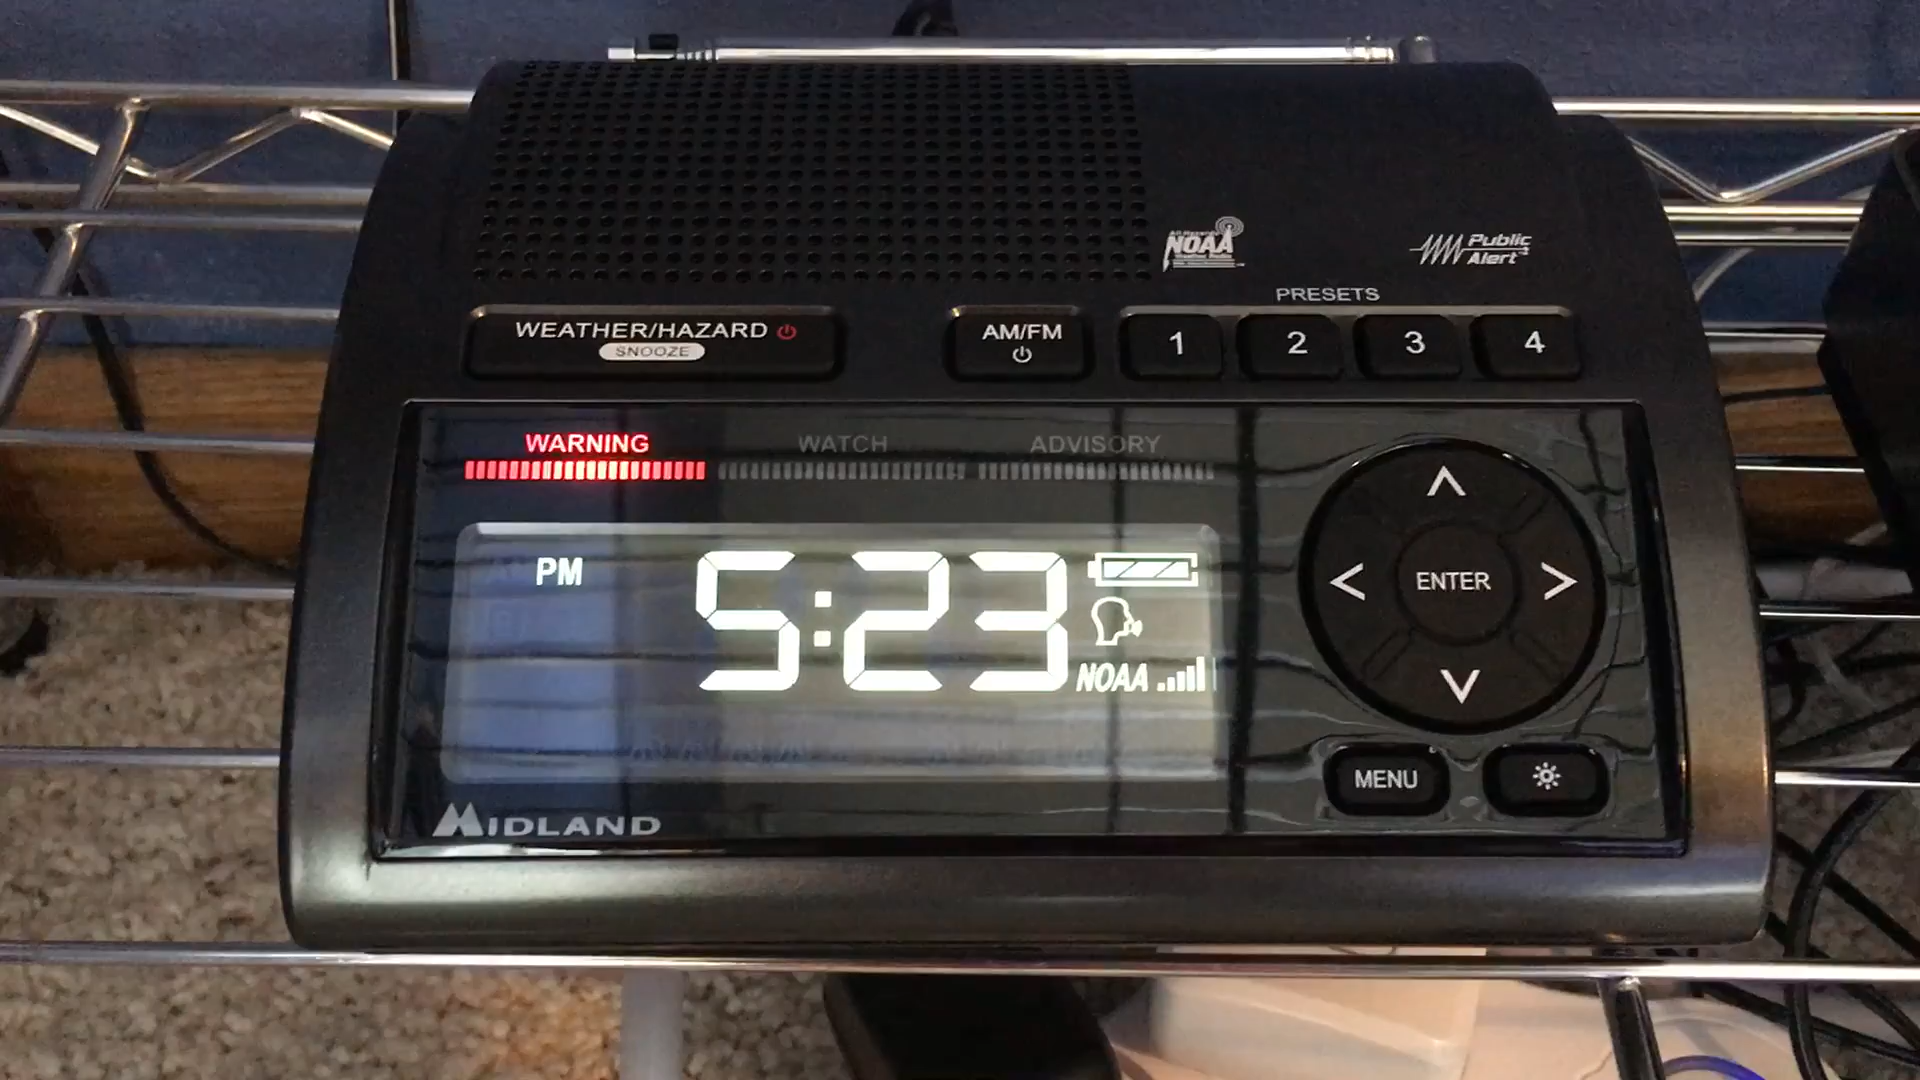 NOAA
Public
Alert
PRESETS
WEATHER/HAZARD
SNOOZE
AM/FM
1 2 3 4
WARNING WATCH ADVISORY
PM 5:23
NOAA
ENTER
MENU
MIDLAND